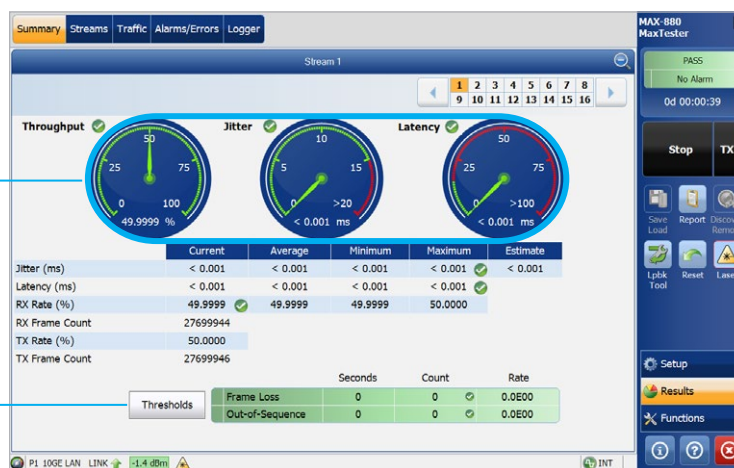 Summary Streams Traffic Alarms/Errors Logger
MAX-880
MaxTester
Stream 1
PASS
No Alarm
0d 00:00:39
1 2 3 4 5 6 7 8
9 10 11 12 13 14 15 16
Throughput Jitter Latency
50 10 50
25 75 5 15 25 75
0 100 0 >20 0 >100
49.9999 % < 0.001 ms < 0.001 ms
Stop TX
Save
Load
Report
Lpbk
Tool
Reset
Current Average Minimum Maximum Estimate
Jitter (ms) < 0.001 < 0.001 < 0.001 < 0.001 < 0.001
Latency (ms) < 0.001 < 0.001 < 0.001 < 0.001
RX Rate (%) 49.9999 49.9999 49.9999 50.0000
RX Frame Count 27699944
TX Rate (%) 50.0000
TX Frame Count 27699946
Seconds Count Rate
Thresholds
Frame Loss 0 0 0.0E00
Out-of-Sequence 0 0 0.0E00
Setup
Results
Functions
P1 10GE LAN LINK -1.4 dBm INT